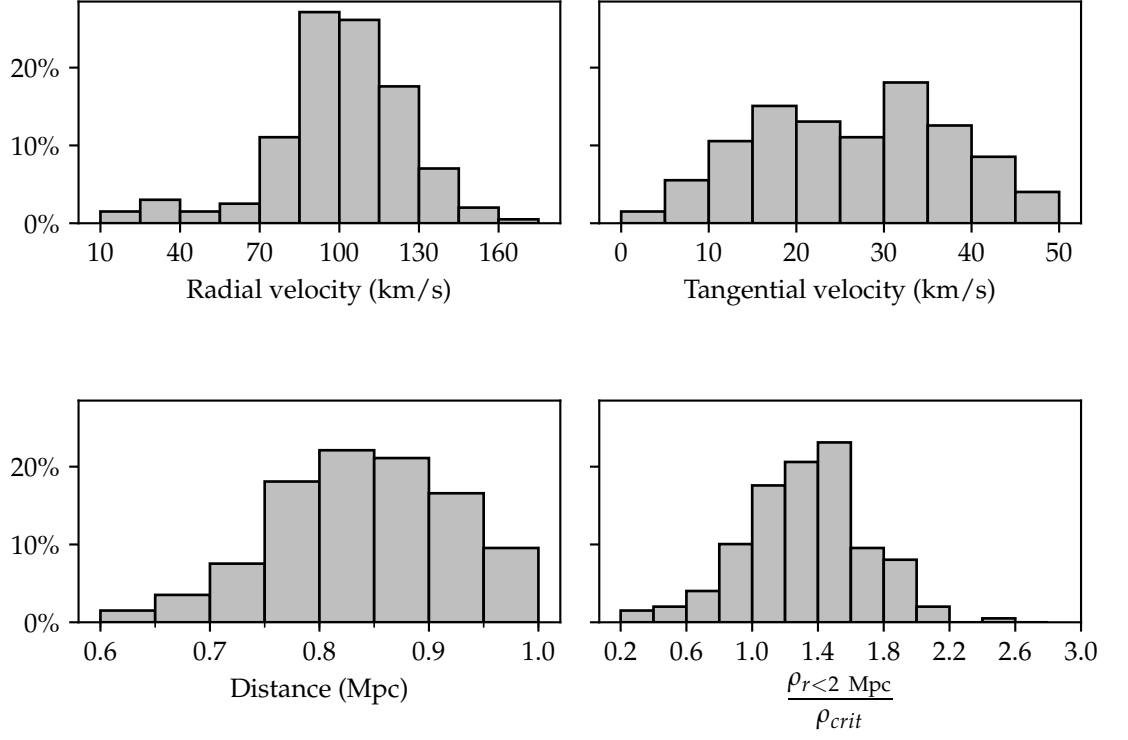 20%
10%
0%
10 40 70 100 130 160
0 10 20 30 40 50
Radial velocity (km/s)
Tangential velocity (km/s)
20%
10%
0%
0.6 0.7 0.8 0.9 1.0
0.2 0.6 1.0 1.4 1.8 2.2 2.6 3.0
Distance (Mpc)
ρr<2 Mpc
ρcrit